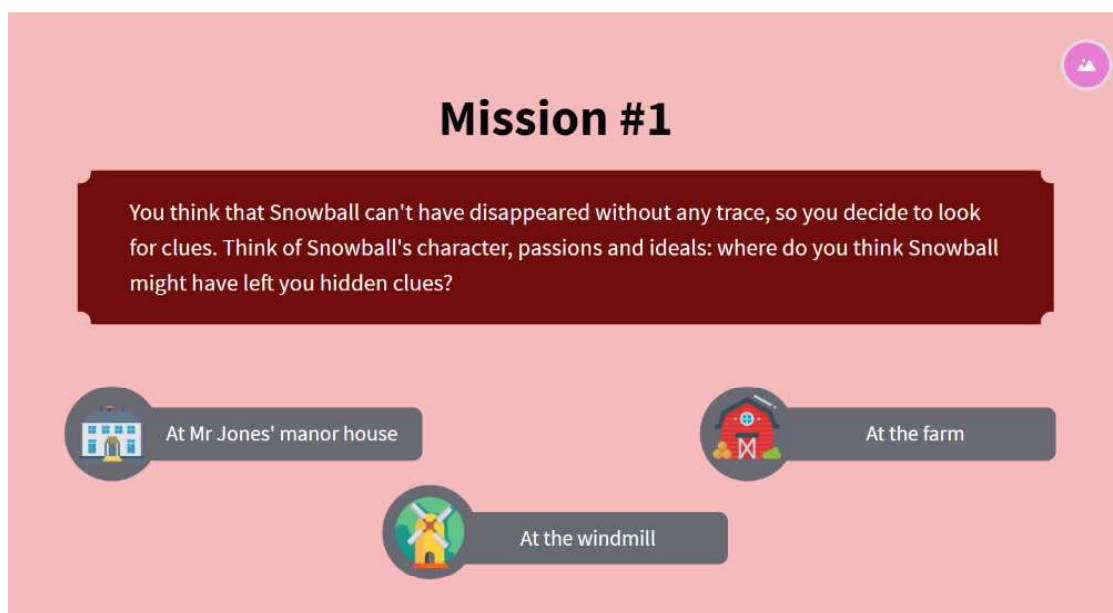 Mission #1
You think that Snowball can't have disappeared without any trace, so you decide to look
for clues. Think of Snowball's character, passions and ideals: where do you think Snowball
might have left you hidden clues?
At Mr Jones' manor house
At the farm
At the windmill